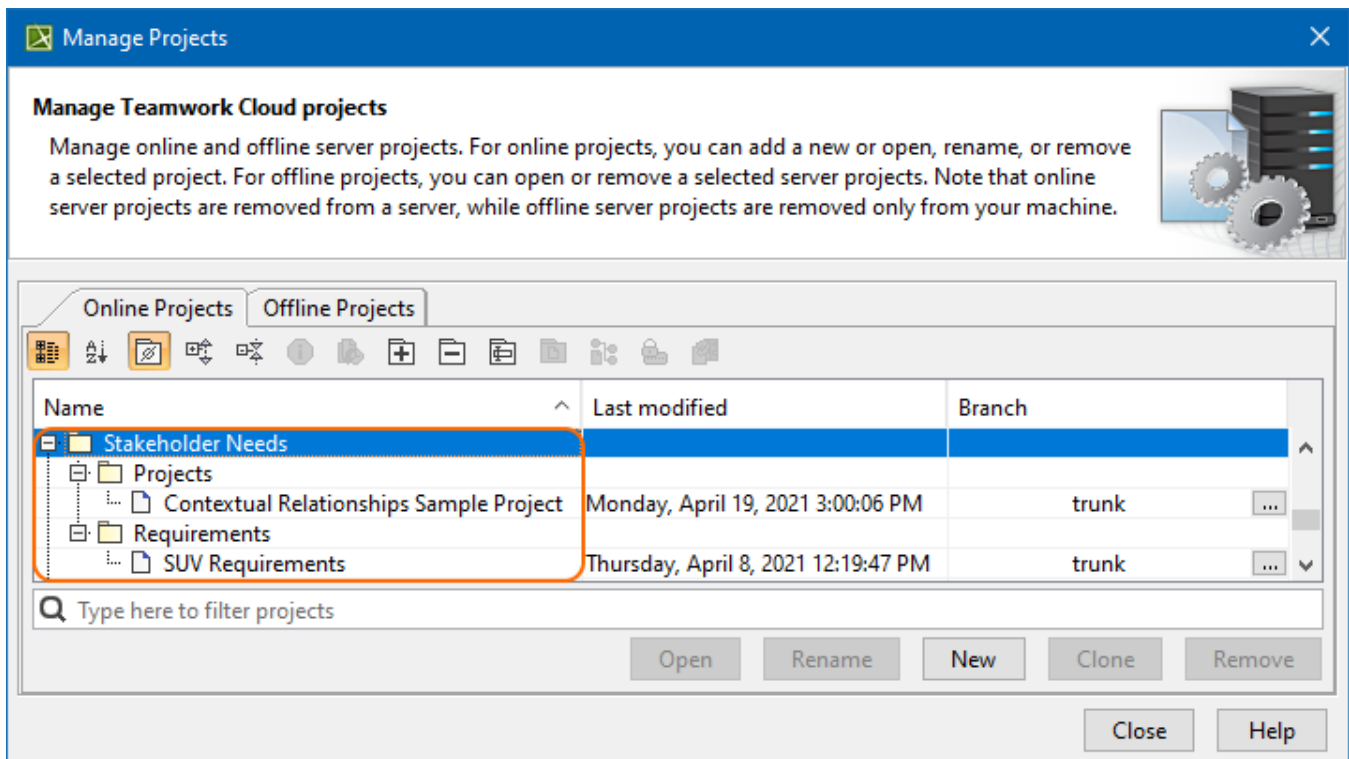 Manage Projects
Manage Teamwork Cloud projects
Manage online and offline server projects. For online projects, you can add a new or open, rename, or remove
a selected project. For offline projects, you can open or remove a selected server projects. Note that online
server projects are removed from a server, while offline server projects are removed only from your machine.
Online Projects Offline Projects
Name Last modified Branch
Stakeholder Needs
Projects
Contextual Relationships Sample Project Monday, April 19, 2021 3:00:06 PM trunk ...
Requirements
SUV Requirements Thursday, April 8, 2021 12:19:47 PM trunk ...
Type here to filter projects
Open Rename New Clone Remove
Close Help